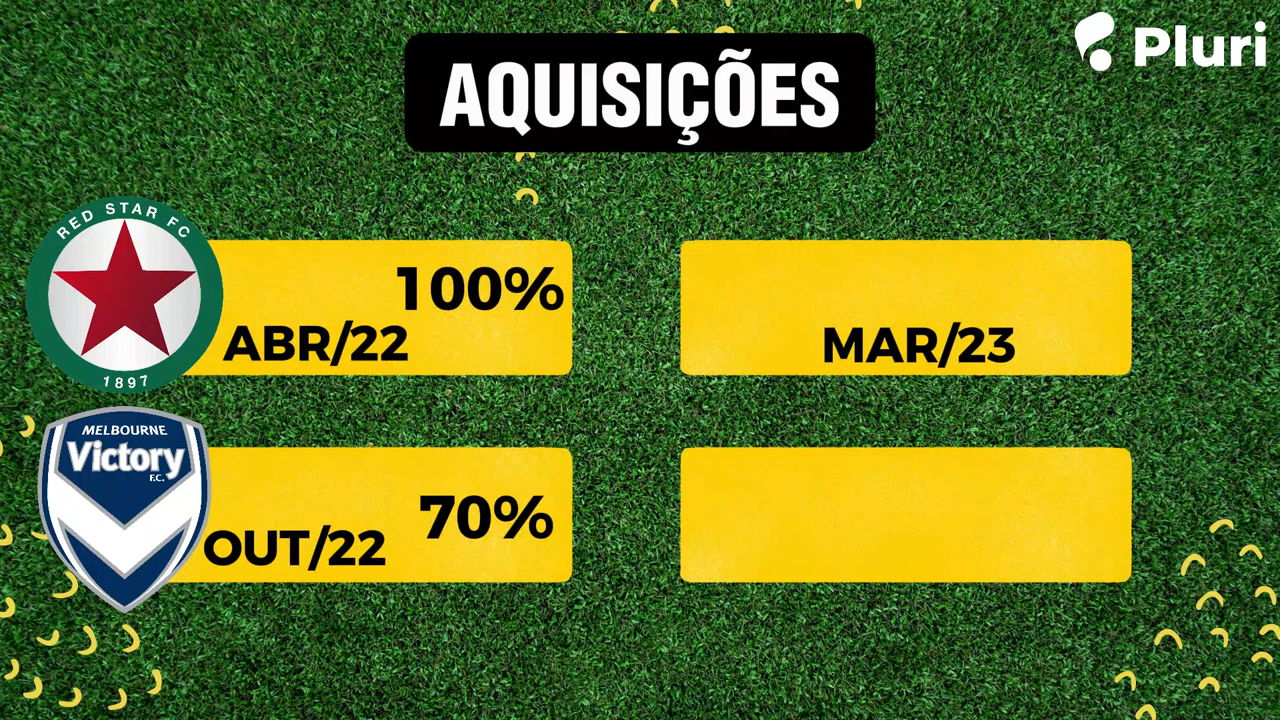 Pluri
AQUISIÇÕES
RED STAR FC
1897
100%
ABR/22
MAR/23
MELBOURNE
Victory
F.C.
70%
OUT/22